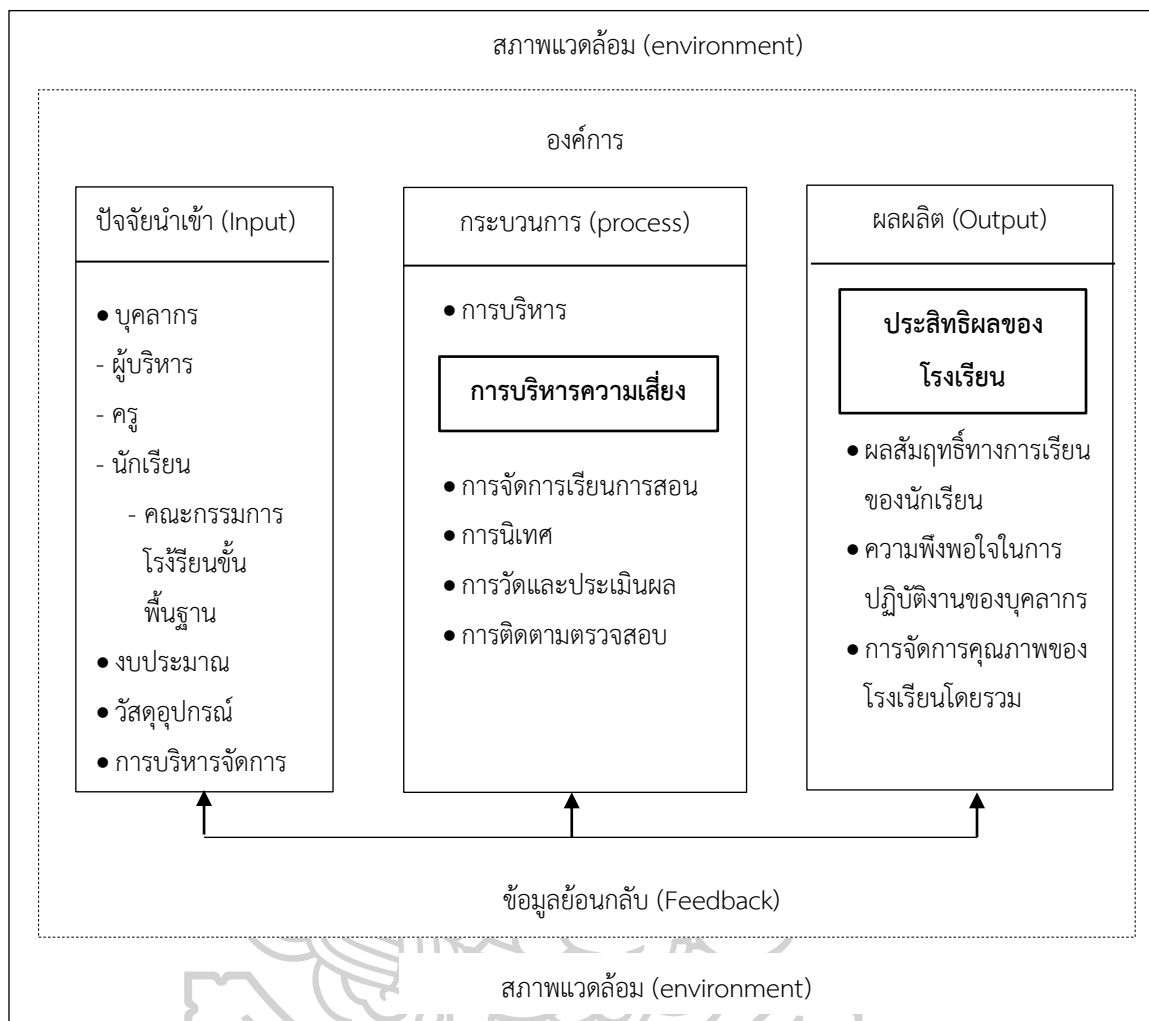 สภาพแวดล้อม (environment)
องค์การ
ปัจจัยนำเข้า (Input)
● บุคลากร
- ผู้บริหาร
- ครู
- นักเรียน
- คณะกรรมการ
โรงรียนขั้น
พื้นฐาน
● งบประมาณ
● วัสดุอุปกรณ์
● การบริหารจัดการ
กระบวนการ (process)
● การบริหาร
การบริหารความเสี่ยง
● การจัดการเรียนการสอน
● การนิเทศ
● การวัดและประเมินผล
● การติดตามตรวจสอบ
ผลผลิต (Output)
ประสิทธิผลของ
โรงเรียน
● ผลสัมฤทธิ์ทางการเรียน
ของนักเรียน
● ความพึงพอใจในการ
ปฏิบัติงานของบุคลากร
● การจัดการคุณภาพของ
โรงเรียนโดยรวม
ข้อมูลย้อนกลับ (Feedback)
สภาพแวดล้อม (environment)